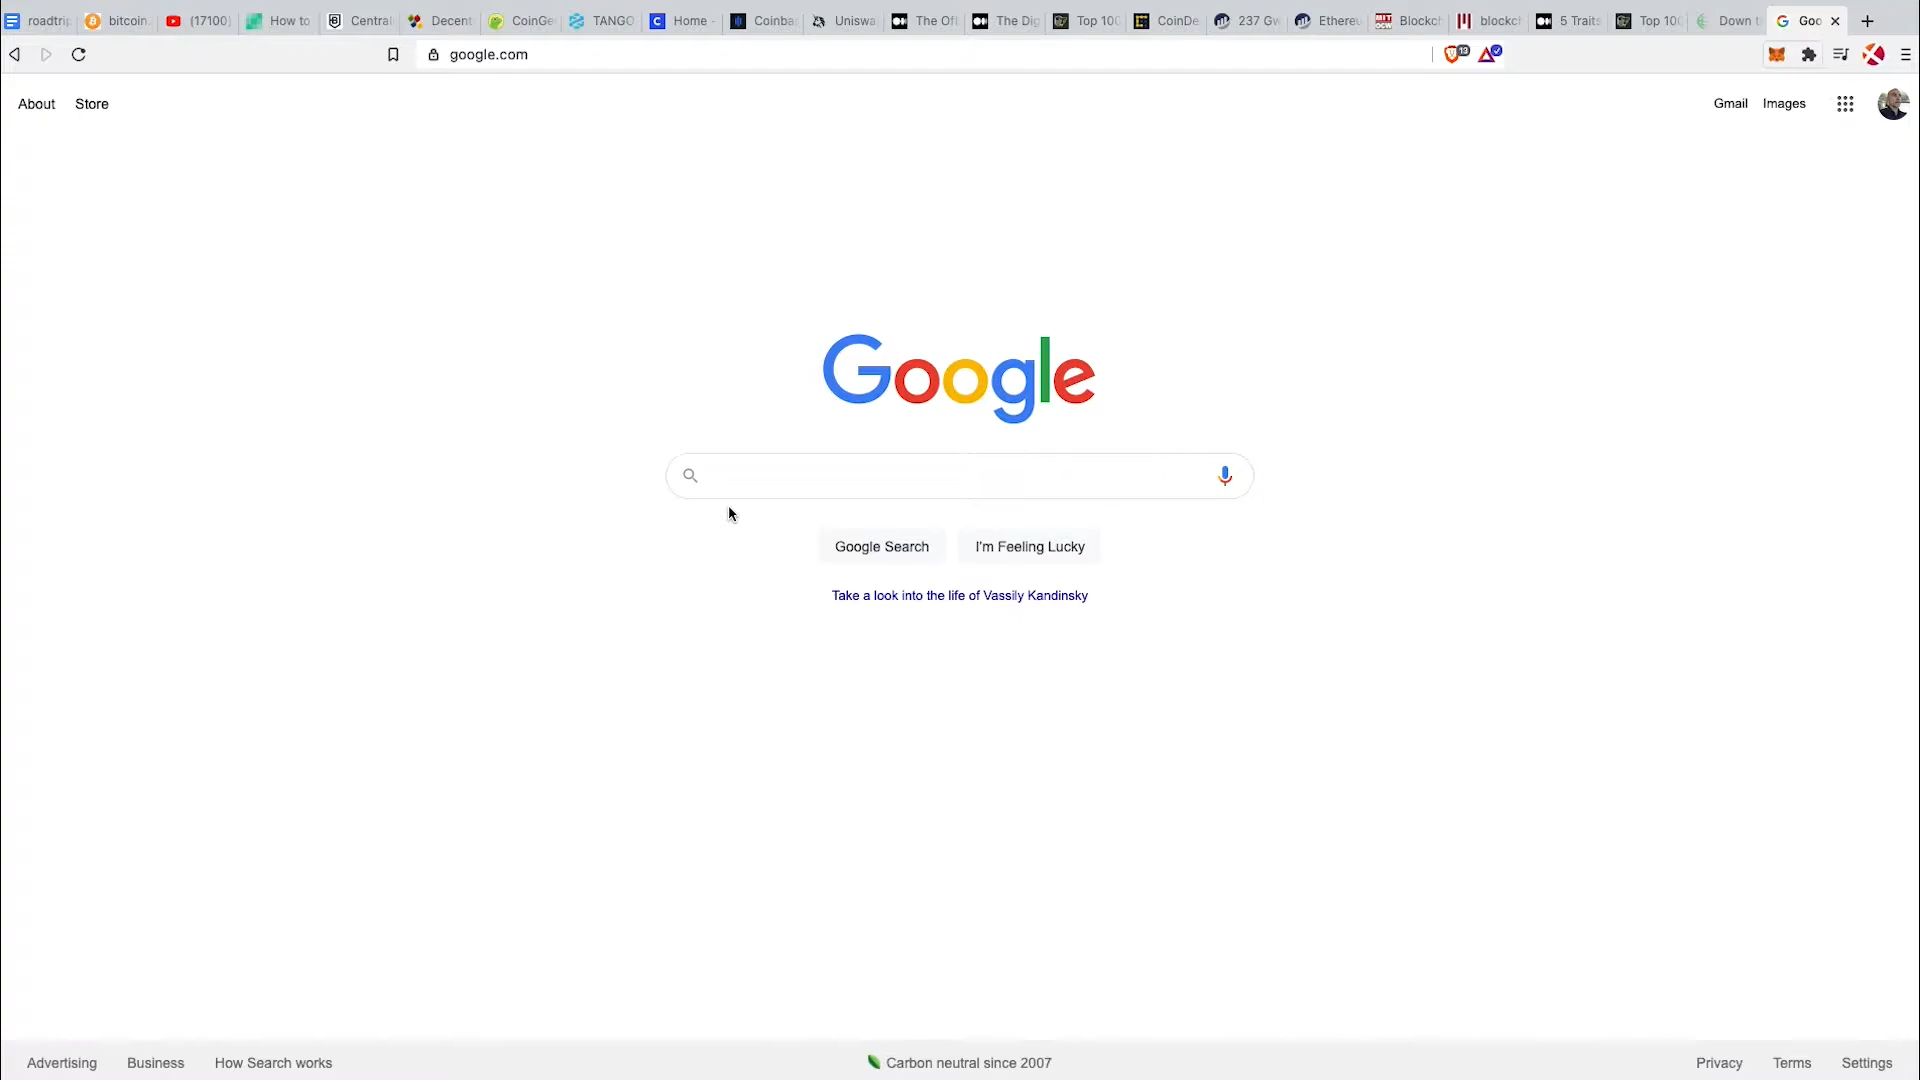 roadtrip bitcoin. (17100) How to Central Decent CoinGe TANGO Home - Coinba Uniswa The Off The Dig Top 100 CoinDe 237 Gw Ethereu Blockch blockch 5 Traits Top 100 Down t Goo
google.com
13
About Store
Gmail Images
Google
Google Search I'm Feeling Lucky
Take a look into the life of Vassily Kandinsky
Advertising Business How Search works
Carbon neutral since 2007
Privacy Terms Settings